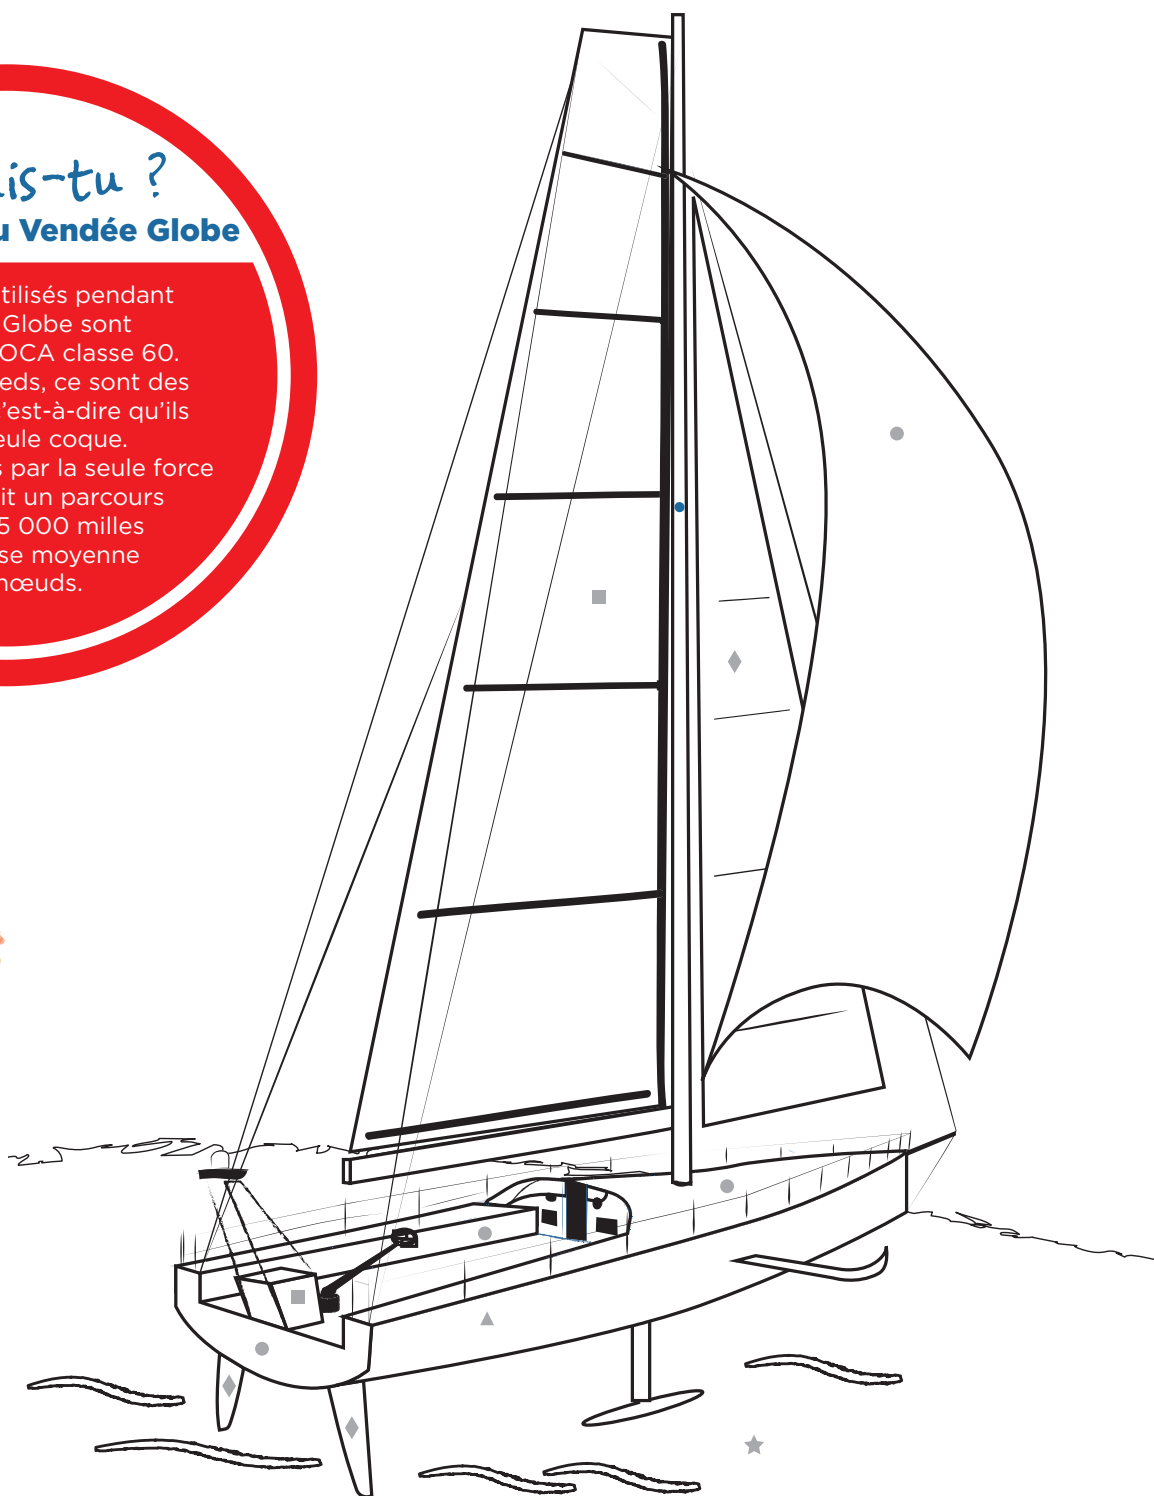 is-tu ?
u Vendée Globe
tilisés pendant
Globe sont
OCA classe 60.
eds, ce sont des
c'est-à-dire qu'ils
eule coque.
s par la seule force
it un parcours
5 000 milles
se moyenne
nœuds.